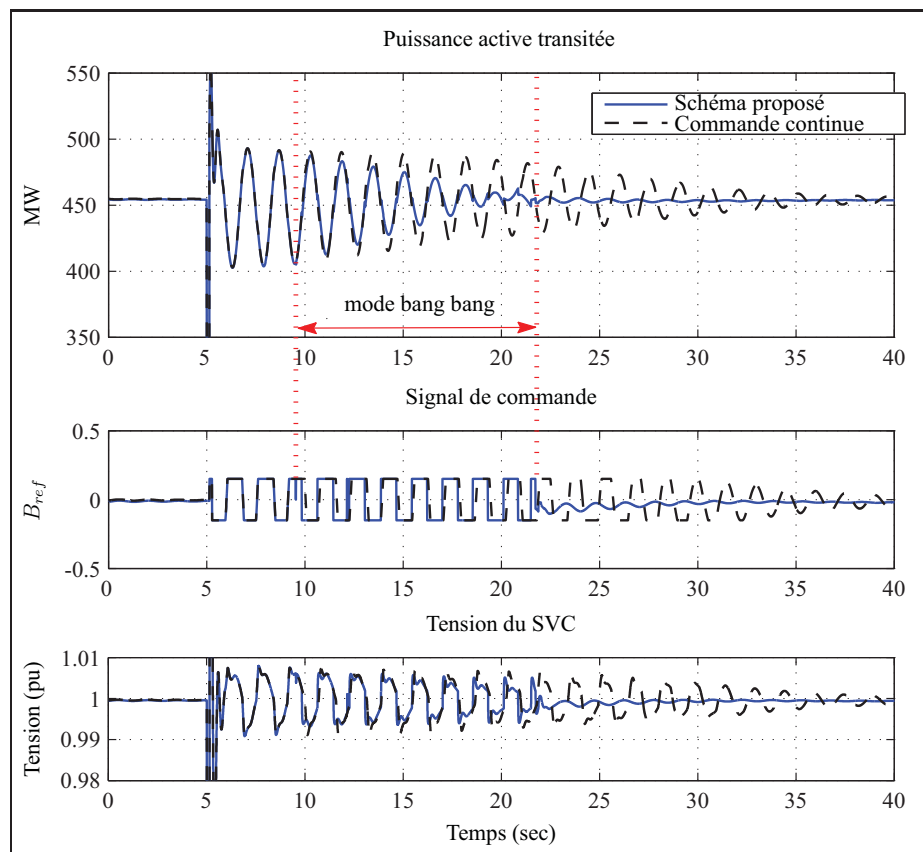 Puissance active transitée
550
500
450
400
350
MW
Schéma proposé
Commande continue
mode bang bang
0 5 10 15 20 25 30 35 40
Signal de commande
0.5
0
-0.5
B_ref
0 5 10 15 20 25 30 35 40
Tension du SVC
1.01
1
0.99
0.98
Tension (pu)
0 5 10 15 20 25 30 35 40
Temps (sec)